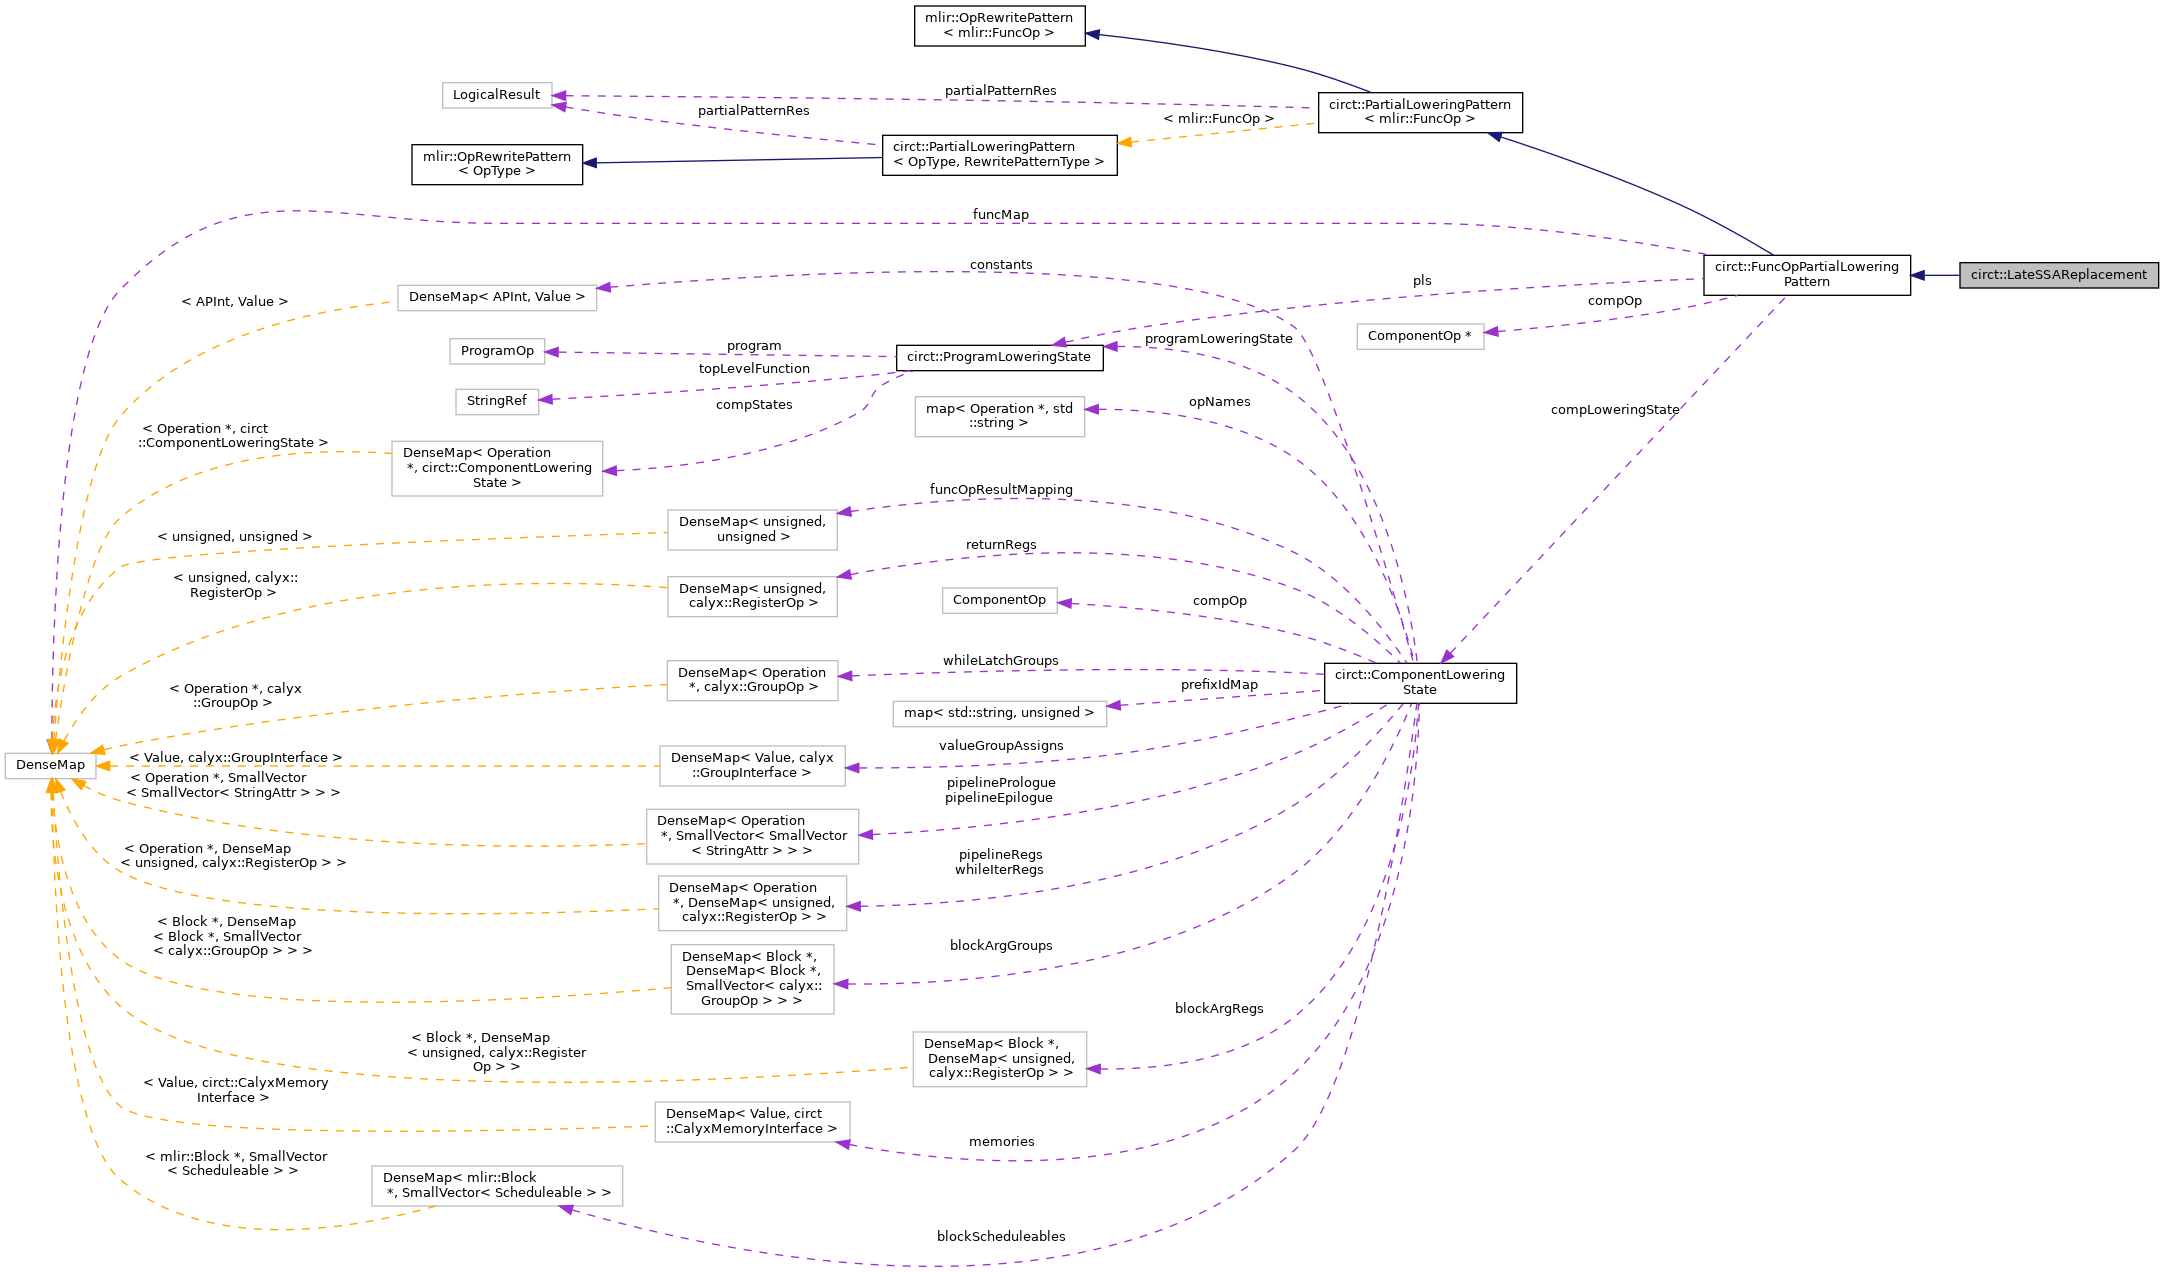 mlir::OpRewritePattern
< mlir::FuncOp >
LogicalResult
partialPatternRes
partialPatternRes
circt::PartialLoweringPattern
< mlir::FuncOp >
< mlir::FuncOp >
mlir::OpRewritePattern
< OpType >
circt::PartialLoweringPattern
< OpType, RewritePatternType >
funcMap
circt::FuncOpPartialLowering
Pattern
circt::LateSSAReplacement
constants
pls
compOp
< APInt, Value >
DenseMap< APInt, Value >
ComponentOp *
ProgramOp
program
circt::ProgramLoweringState
programLoweringState
topLevelFunction
StringRef
compStates
map< Operation *, std
::string >
opNames
compLoweringState
< Operation *, circt
::ComponentLoweringState >
DenseMap< Operation
*, circt::ComponentLowering
State >
funcOpResultMapping
DenseMap< unsigned,
unsigned >
< unsigned, unsigned >
returnRegs
< unsigned, calyx::
RegisterOp >
DenseMap< unsigned,
calyx::RegisterOp >
ComponentOp
compOp
whileLatchGroups
< Operation *, calyx
::GroupOp >
DenseMap< Operation
*, calyx::GroupOp >
prefixIdMap
circt::ComponentLowering
State
map< std::string, unsigned >
valueGroupAssigns
DenseMap
< Value, calyx::GroupInterface >
DenseMap< Value, calyx
::GroupInterface >
< Operation *, SmallVector
< SmallVector< StringAttr > > >
pipelinePrologue
pipelineEpilogue
DenseMap< Operation
*, SmallVector< SmallVector
< StringAttr > > >
< Operation *, DenseMap
< unsigned, calyx::RegisterOp > >
pipelineRegs
whileIterRegs
DenseMap< Operation
*, DenseMap< unsigned,
calyx::RegisterOp > >
< Block *, DenseMap
< Block *, SmallVector
< calyx::GroupOp > > >
blockArgGroups
DenseMap< Block *,
DenseMap< Block *,
SmallVector< calyx::
GroupOp > > >
blockArgRegs
< Block *, DenseMap
< unsigned, calyx::Register
Op > >
DenseMap< Block *,
DenseMap< unsigned,
calyx::RegisterOp > >
< Value, circt::CalyxMemory
Interface >
DenseMap< Value, circt
::CalyxMemoryInterface >
memories
< mlir::Block *, SmallVector
< Scheduleable > >
DenseMap< mlir::Block
*, SmallVector< Scheduleable > >
blockScheduleables